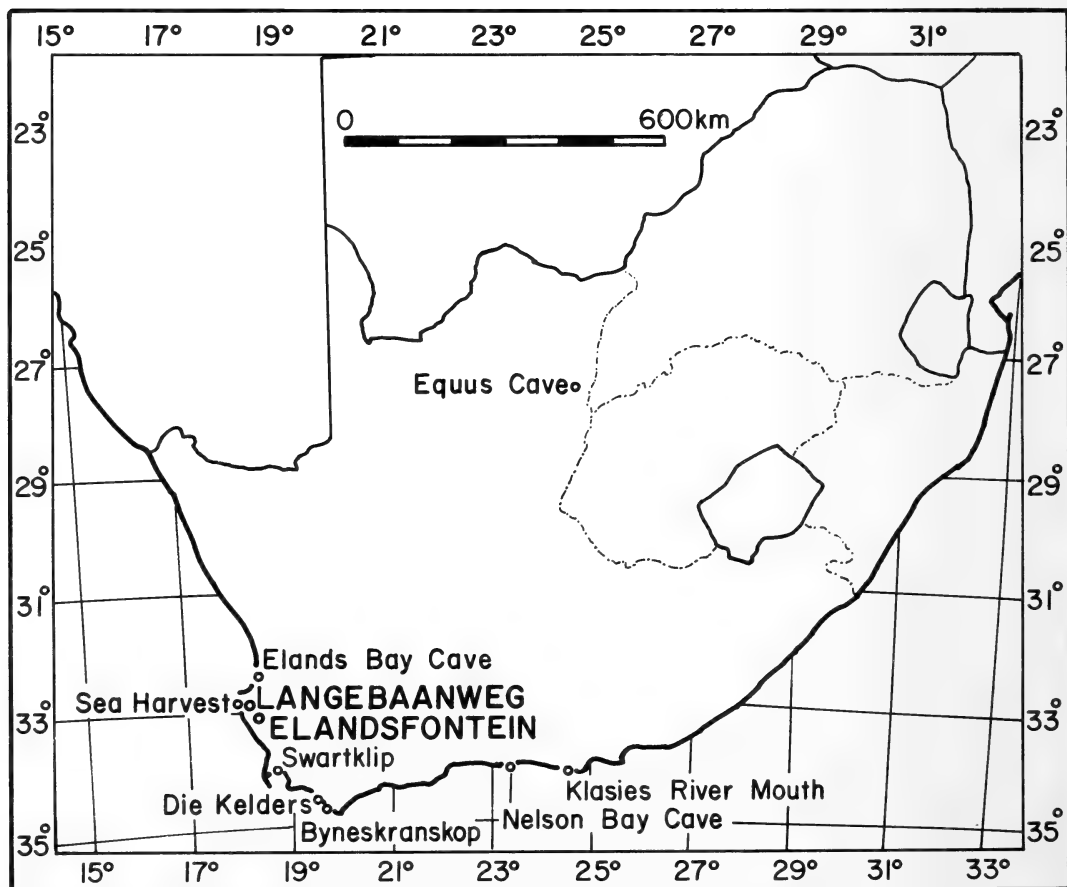 15° 17° 19° 21° 23° 25° 27° 29° 31°
0 600km
23° 23°
25° 25°
27° 27°
Equus Cave
29° 29°
31° 31°
Elands Bay Cave
Sea Harvest LANGEBAANWEG
33° ELANDSFONTEIN 33°
Swartklip
Die Kelders Klasies River Mouth
Byneskranskop Nelson Bay Cave
35° 35°
15° 17° 19° 21° 23° 25° 27° 29° 31° 33°